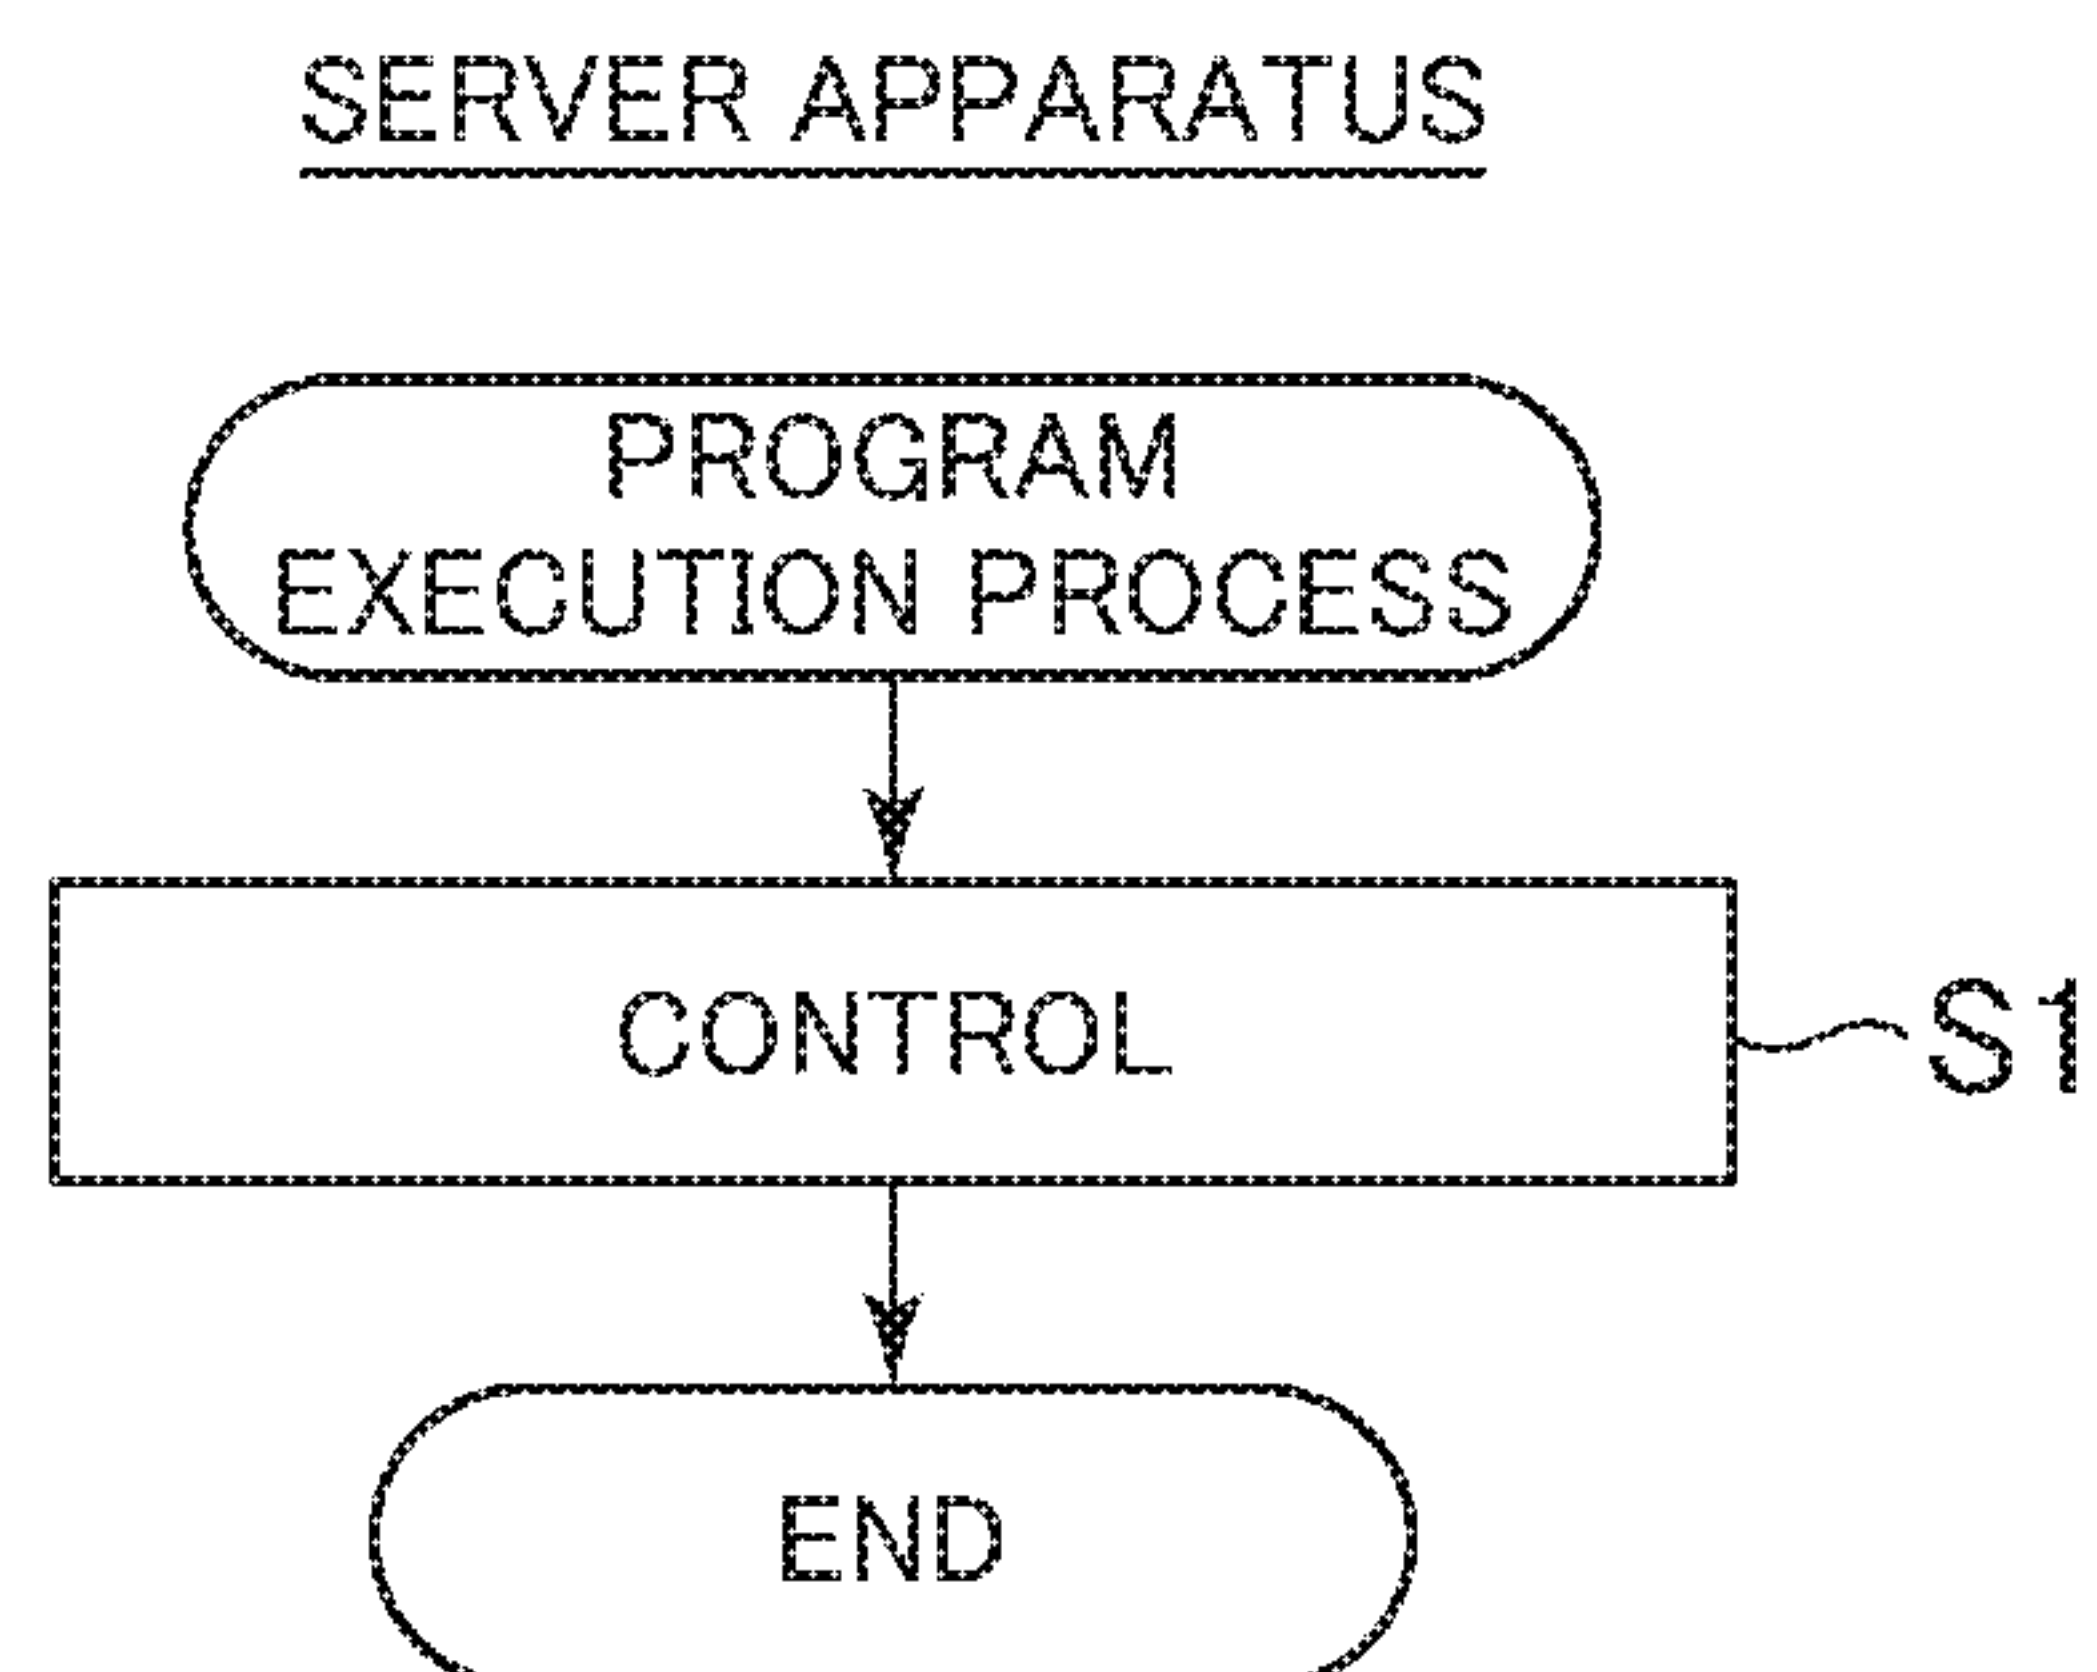 SERVER APPARATUS
PROGRAM
EXECUTION PROCESS
CONTROL
S1
END